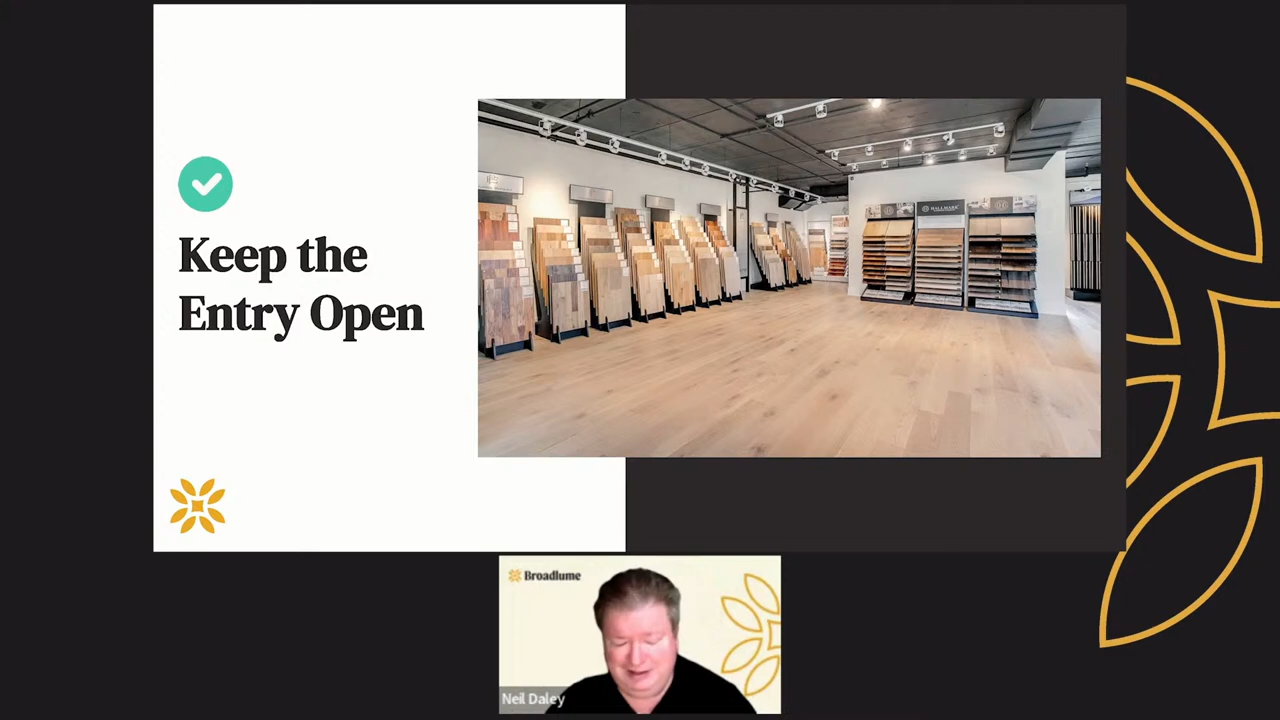 Keep the
Entry Open
HALLMARK
Broadlume
Neil Daley